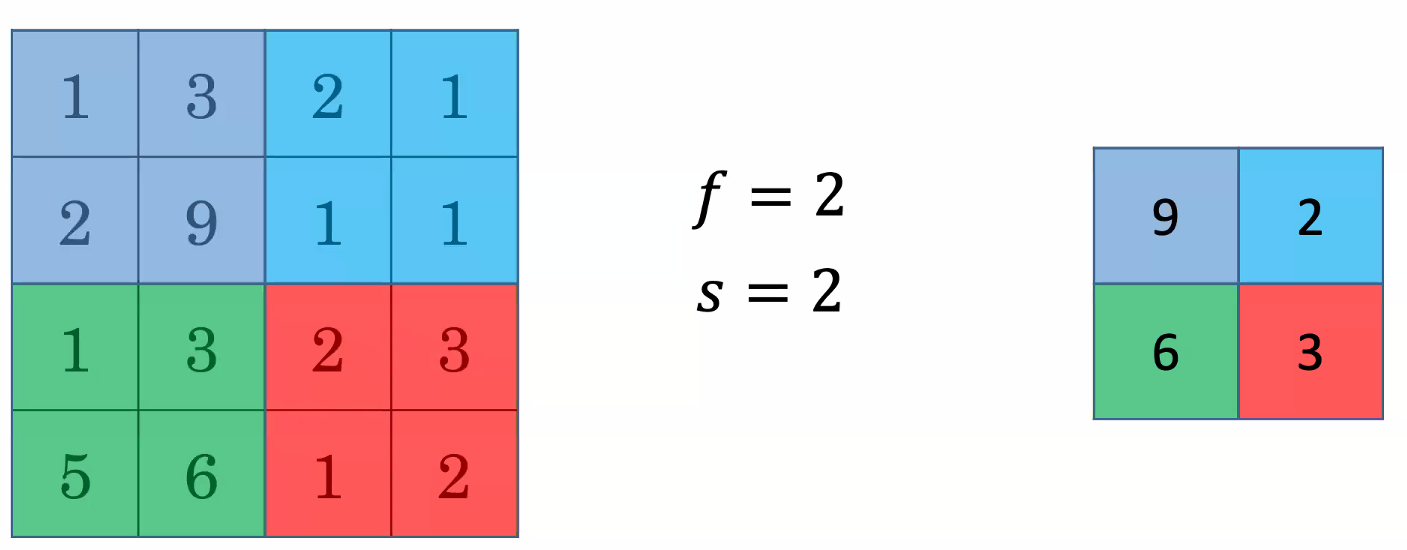 1 3 2 1
2 9 1 1
1 3 2 3
5 6 1 2
f = 2
s = 2
9 2
6 3